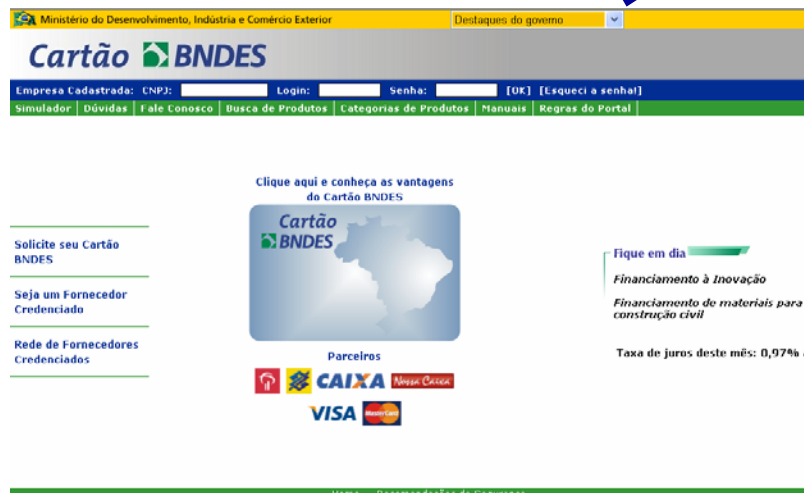 Ministério do Desenvolvimento, Indústria e Comércio Exterior
Destaques do governo
Cartão BNDES
Empresa Cadastrada: CNPJ: Login: Senha: [OK] [Esqueci a senha!]
Simulador Dúvidas Fale Conosco Busca de Produtos Categorias de Produtos Manuais Regras do Portal
Clique aqui e conheça as vantagens
do Cartão BNDES
Cartão
BNDES
Solicite seu Cartão
BNDES
Seja um Fornecedor
Credenciado
Rede de Fornecedores
Credenciados
Fique em dia
Financiamento à Inovação
Financiamento de materiais para
construção civil
Taxa de juros deste mês: 0,97%
Parceiros
CAIXA Nossa Caixa
VISA MasterCard